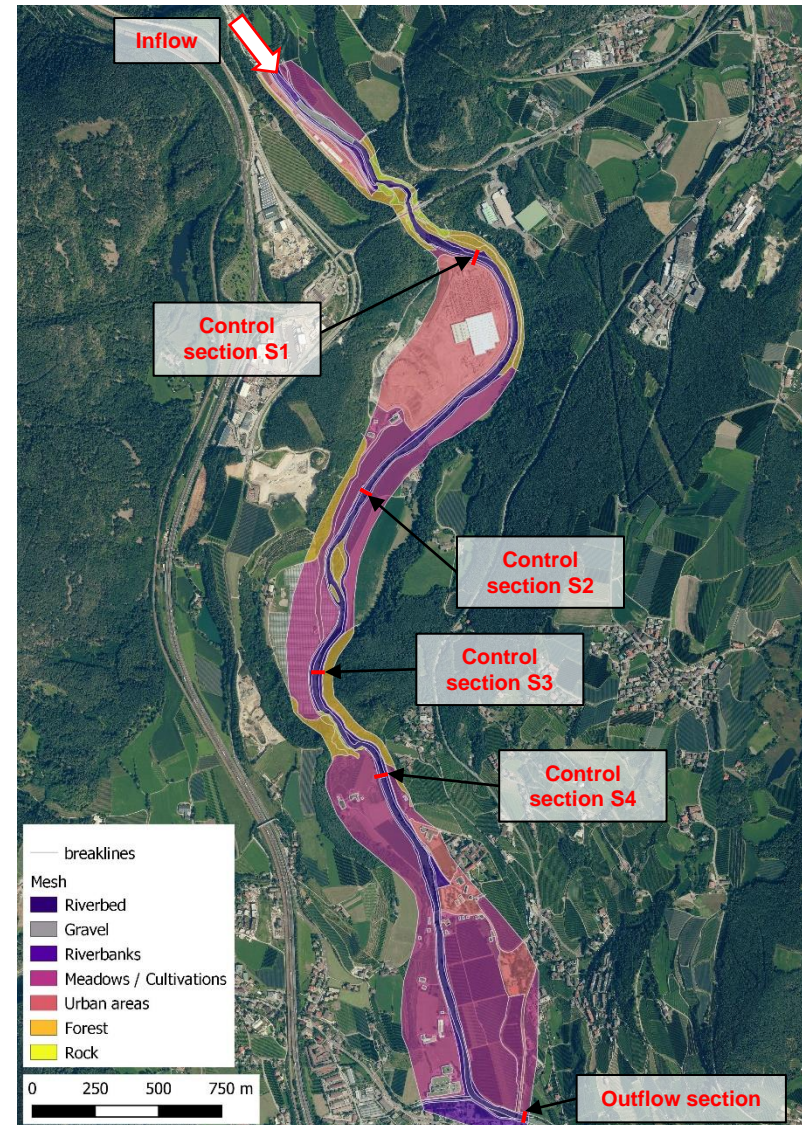 Inflow
Control
section S1
Control
section S2
Control
section S3
Control
section S4
breaklines
Mesh
Riverbed
Gravel
Riverbanks
Meadows / Cultivations
Urban areas
Forest
Rock
0 250 500 750 m
Outflow section